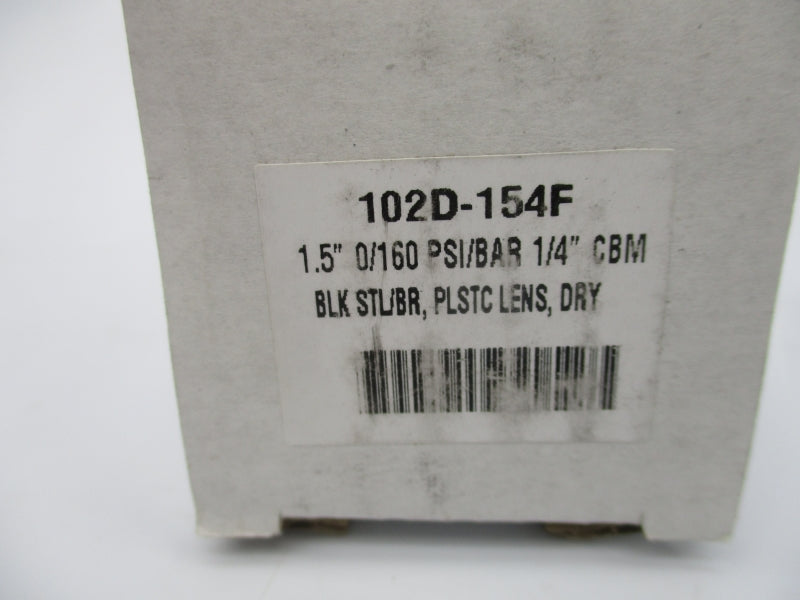 102D-154F
1.5" 0/160 PSI/BAR 1/4" CBM
BLK STL/BR, PLSTC LENS, DRY